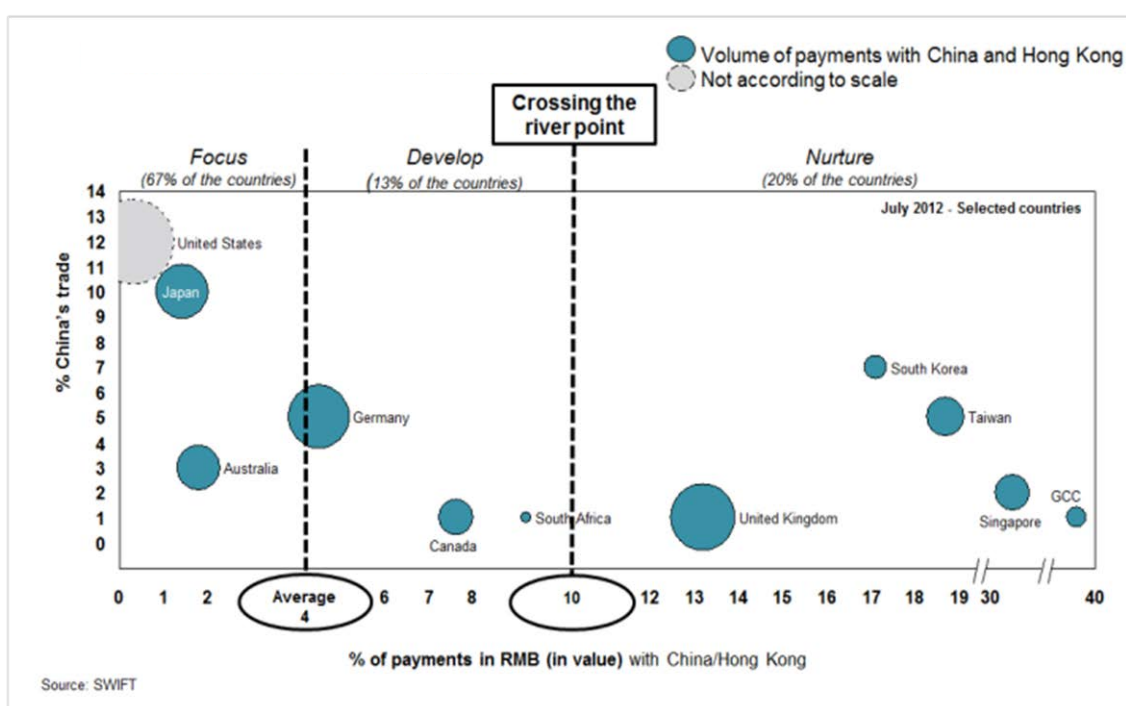 Volume of payments with China and Hong Kong
Not according to scale
Crossing the
river point
Focus
(67% of the countries)
Develop
(13% of the countries)
Nurture
(20% of the countries)
July 2012 - Selected countries
% China's trade
14
13
12
11
10
9
8
7
6
5
4
3
2
1
0
United States
Japan
Germany
Australia
Canada
South Africa
United Kingdom
South Korea
Taiwan
Singapore
GCC
0 1 2 Average 6 7 8 10 12 13 14 15 16 17 18 19 30 40
4
% of payments in RMB (in value) with China/Hong Kong
Source: SWIFT